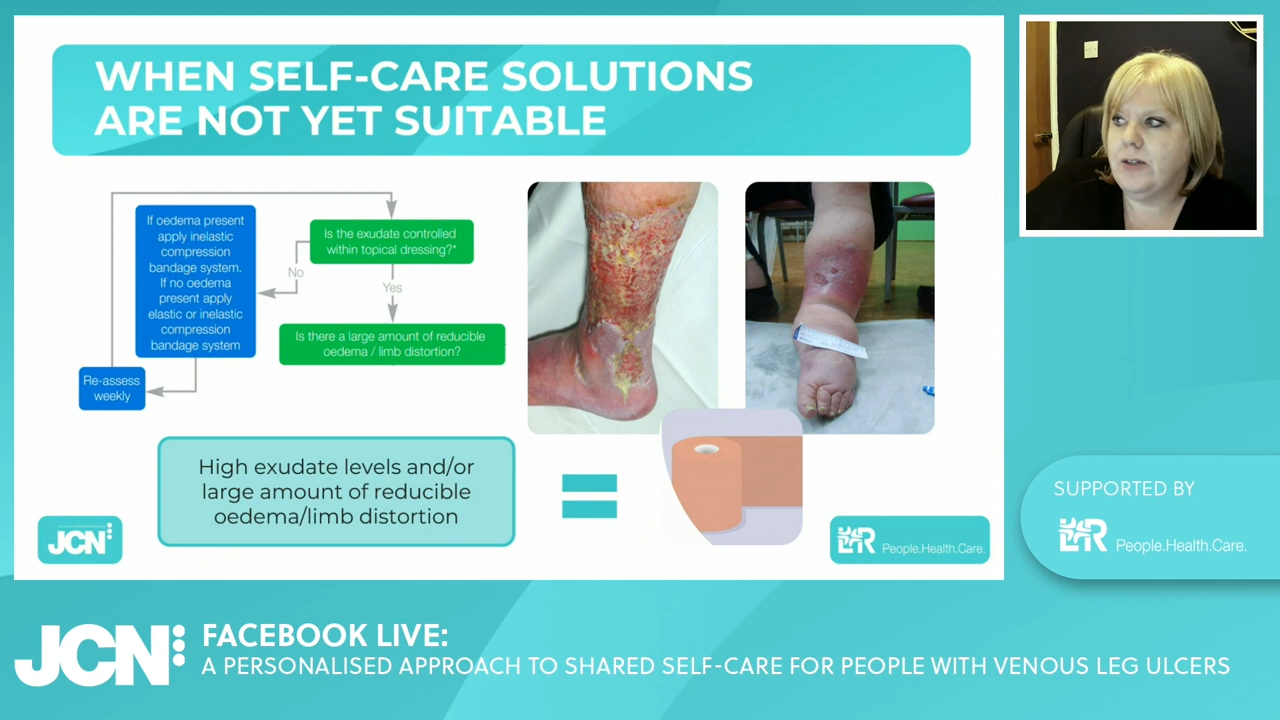 WHEN SELF-CARE SOLUTIONS
ARE NOT YET SUITABLE
If oedema present
apply inelastic
compression
bandage system.
If no oedema
present apply
elastic or inelastic
compression
bandage system
Is the exudate controlled
within topical dressing?*
No
Yes
Is there a large amount of reducible
oedema / limb distortion?
Re-assess
weekly
High exudate levels and/or
large amount of reducible
oedema/limb distortion
JCN
L&R People.Health.Care.
SUPPORTED BY
L&R People.Health.Care.
JCN
FACEBOOK LIVE:
A PERSONALISED APPROACH TO SHARED SELF-CARE FOR PEOPLE WITH VENOUS LEG ULCERS